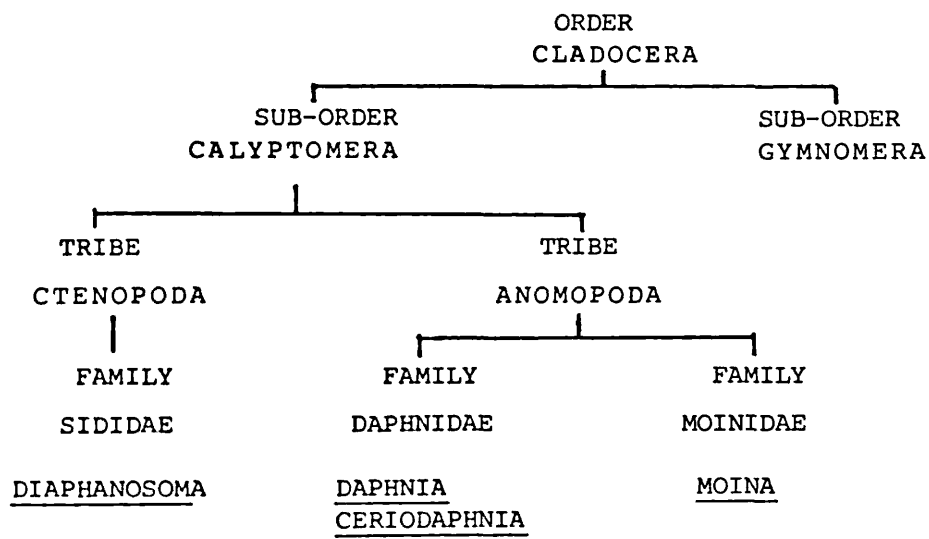 ORDER
CLADOCERA
SUB-ORDER
CALYPTOMERA
SUB-ORDER
GYMNOMERA
TRIBE
CTENOPODA
TRIBE
ANOMOPODA
FAMILY
SIDIDAE
DIAPHANOSOMA
FAMILY
DAPHNIDAE
DAPHNIA
CERIODAPHNIA
FAMILY
MOINIDAE
MOINA